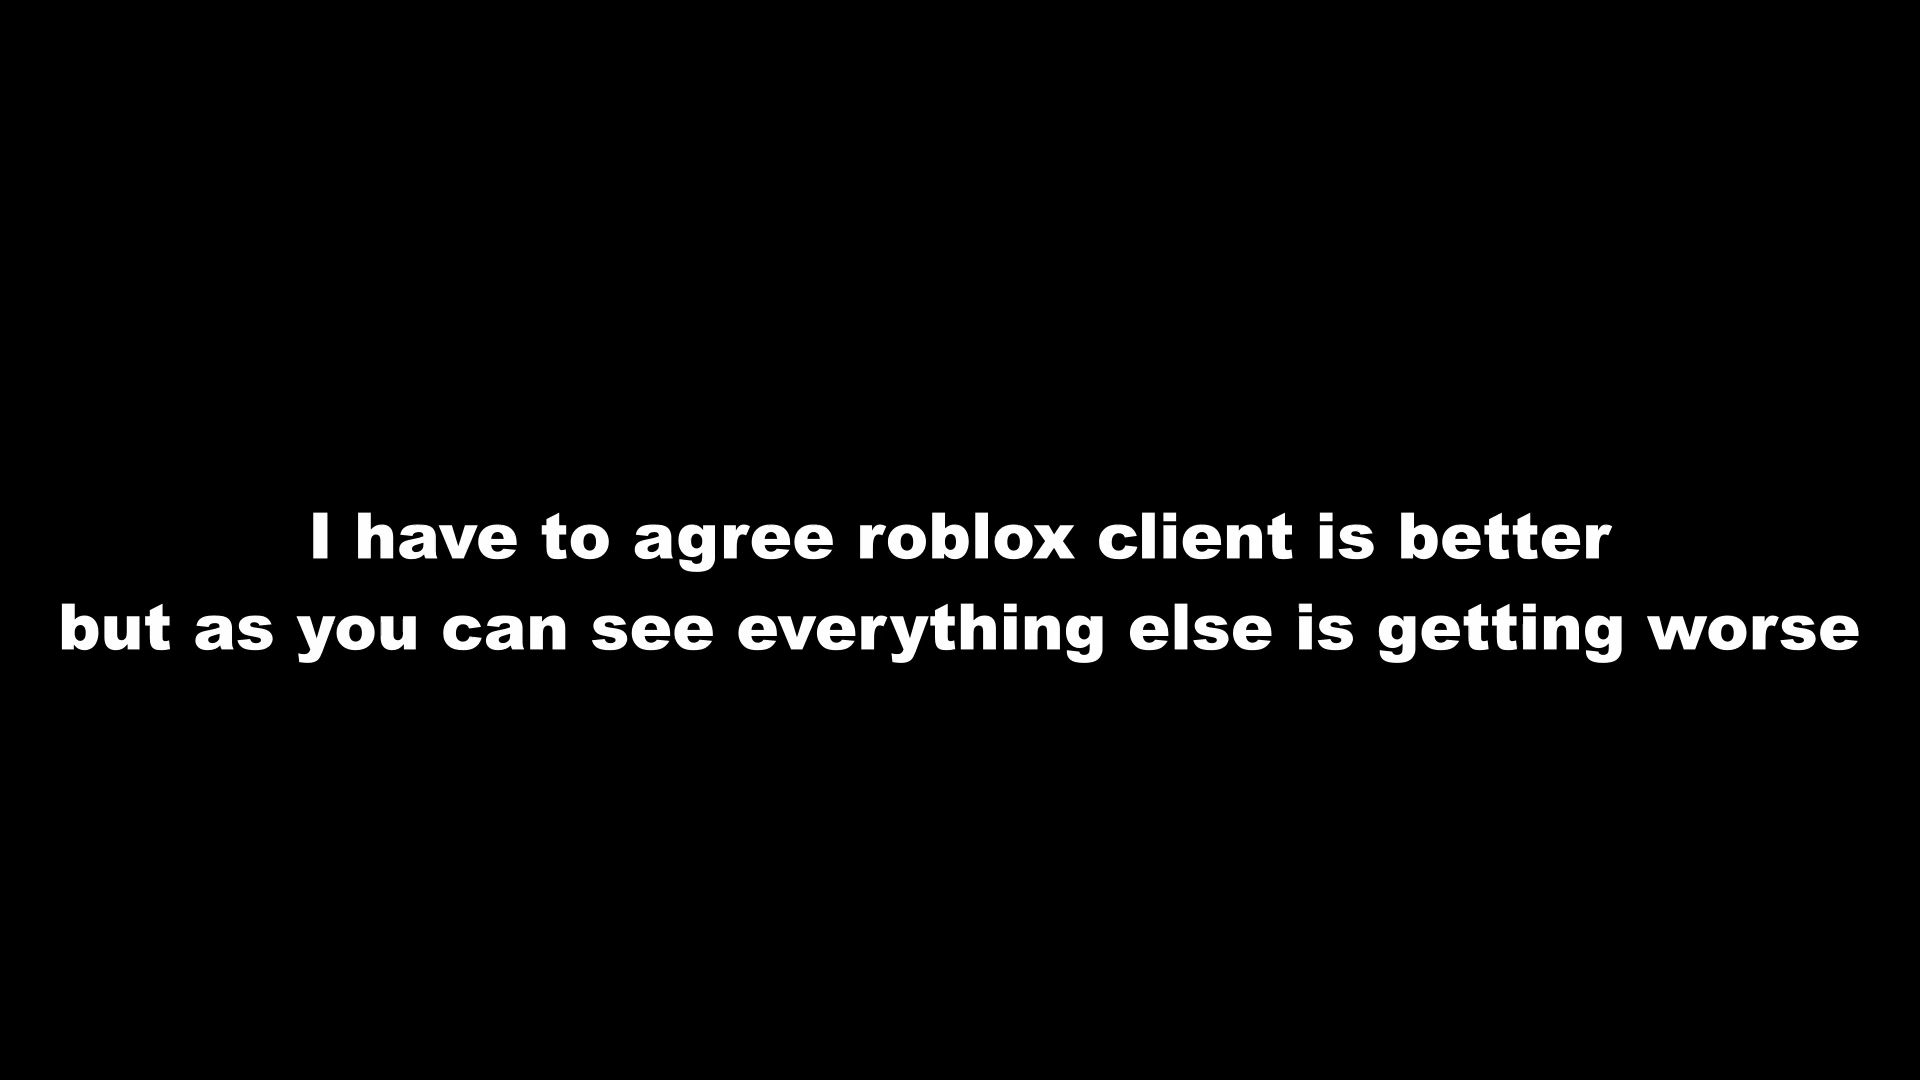 I have to agree roblox client is better
but as you can see everything else is getting worse